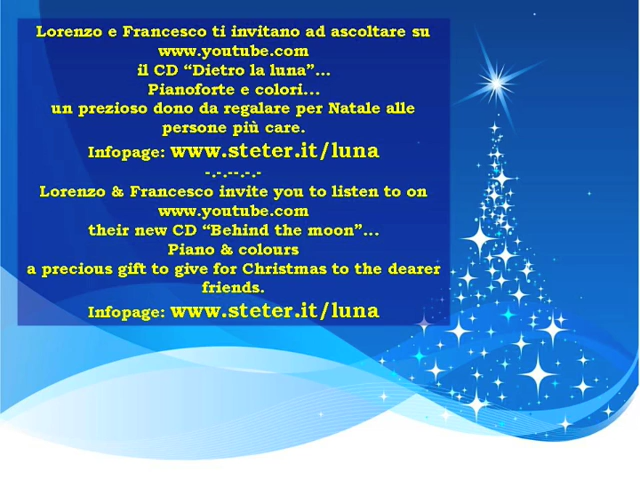 Lorenzo e Francesco ti invitano ad ascoltare su
www.youtube.com
il CD “Dietro la luna”...
Pianoforte e colori...
un prezioso dono da regalare per Natale alle
persone più care.
Infopage: www.steter.it/luna
-.-.--.-.-
Lorenzo & Francesco invite you to listen to on
www.youtube.com
their new CD “Behind the moon”...
Piano & colours
a precious gift to give for Christmas to the dearer
friends.
Infopage: www.steter.it/luna